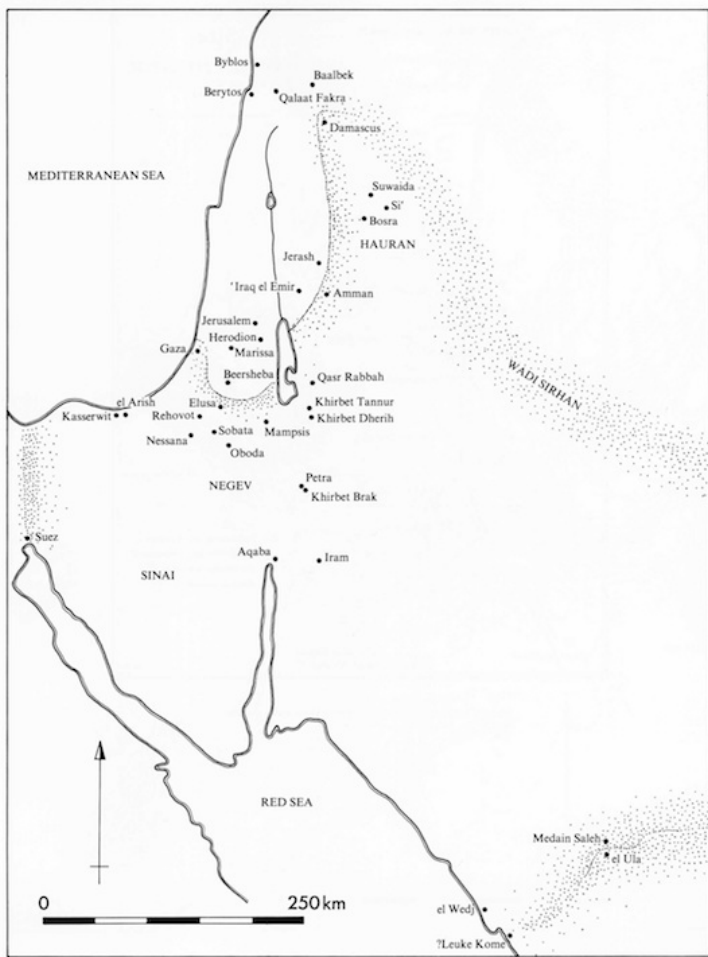 Byblos
Baalbek
Berytos
Qalaat Fakra
Damascus
MEDITERRANEAN SEA
Suwaida
Si'
Bosra
HAURAN
Jerash
'Iraq el Emir
Amman
Jerusalem
Herodion
Gaza
Marissa
WADI SIRHAN
Beersheba
Qasr Rabbah
el Arish
Elusa
Khirbet Tannur
Kasserwit
Rehovot
Khirbet Dherih
Nessana
Sobata
Mampsis
Oboda
NEGEV
Petra
Khirbet Brak
Suez
Aqaba
Iram
SINAI
RED SEA
Medain Saleh
el Ula
0
250 km
el Wedj
?Leuke Kome